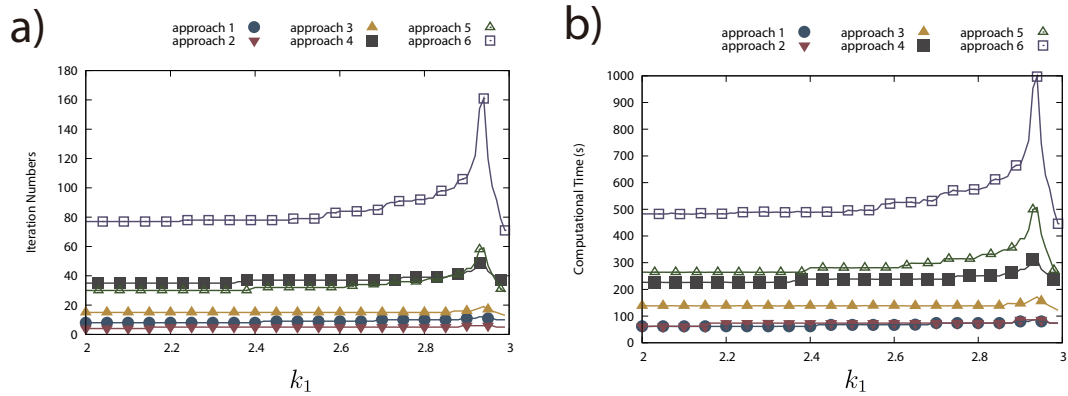 a)
approach 1 approach 3 approach 5
approach 2 approach 4 approach 6
180
160
140
120
100
80
60
40
20
0
Iteration Numbers
2 2.2 2.4 2.6 2.8 3
k1
b)
approach 1 approach 3 approach 5
approach 2 approach 4 approach 6
1000
900
800
700
600
500
400
300
200
100
0
Computational Time (s)
2 2.2 2.4 2.6 2.8 3
k1